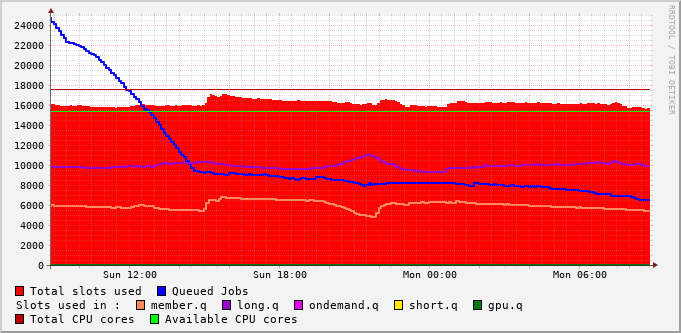 RRDTOOL / TOBI OETIKER
24000
22000
20000
18000
16000
14000
12000
10000
8000
6000
4000
2000
0
Sun 12:00 Sun 18:00 Mon 00:00 Mon 06:00
Total slots used Queued Jobs
Slots used in : member.q long.q ondemand.q short.q gpu.q
Total CPU cores Available CPU cores